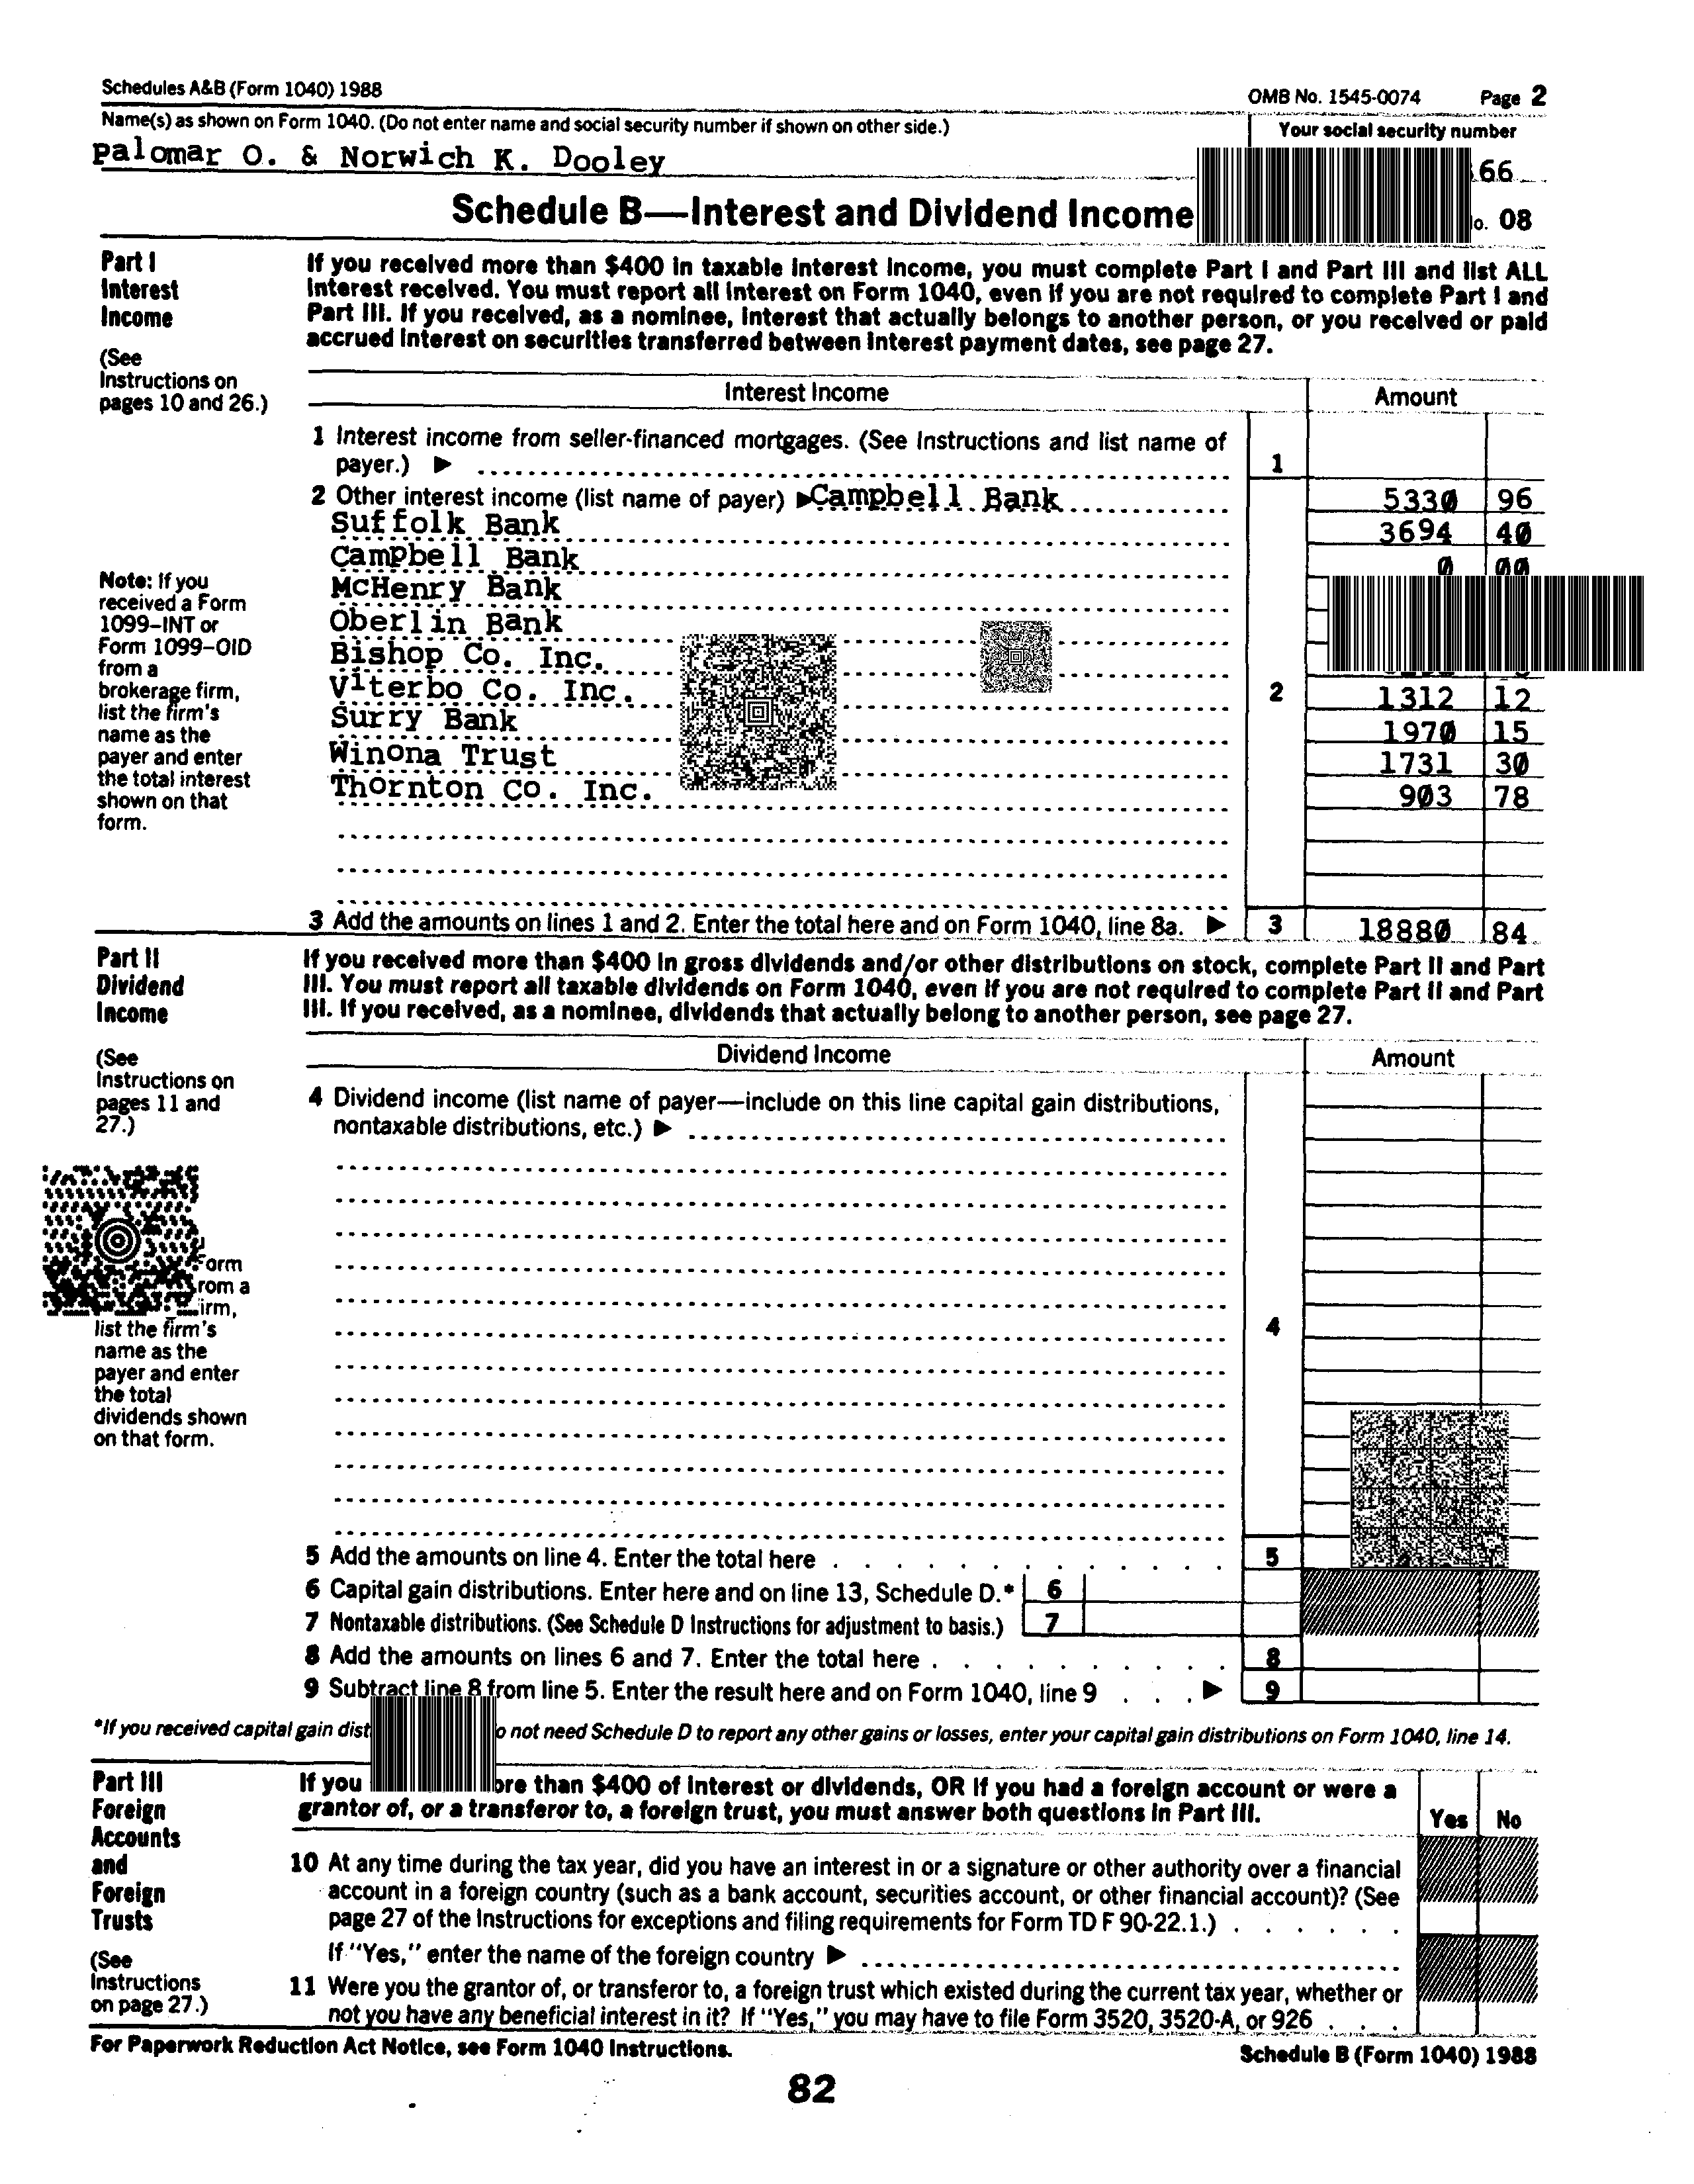 Schedules A&B (Form 1040) 1988
OMB No. 1545-0074 Page 2
Name(s) as shown on Form 1040. (Do not enter name and social security number if shown on other side.)
Your social security number
Palomar O. & Norwich K. Dooley
66
Schedule B—Interest and Dividend Income
08
Part I
Interest
Income
(See
Instructions on
pages 10 and 26.)
If you received more than $400 in taxable interest income, you must complete Part I and Part III and list ALL
interest received. You must report all interest on Form 1040, even if you are not required to complete Part I and
Part III. If you received, as a nominee, interest that actually belongs to another person, or you received or paid
accrued interest on securities transferred between interest payment dates, see page 27.
Interest Income Amount
1 Interest income from seller-financed mortgages. (See Instructions and list name of
payer.) ▶ 1
2 Other interest income (list name of payer) ▶ Campbell Bank 5330 96
Suffolk Bank 3694 40
Campbell Bank 0 00
McHenry Bank
Oberlin Bank
Bishop Co. Inc.
Viterbo Co. Inc. 2 1312 12
Surry Bank 1970 15
Winona Trust 1731 30
Thornton Co. Inc. 903 78
Note: If you
received a Form
1099–INT or
Form 1099–OID
from a
brokerage firm,
list the firm's
name as the
payer and enter
the total interest
shown on that
form.
3 Add the amounts on lines 1 and 2. Enter the total here and on Form 1040, line 8a. ▶ 3 18880 84
Part II
Dividend
Income
(See
Instructions on
pages 11 and
27.)
If you received more than $400 in gross dividends and/or other distributions on stock, complete Part II and Part
III. You must report all taxable dividends on Form 1040, even if you are not required to complete Part II and Part
III. If you received, as a nominee, dividends that actually belong to another person, see page 27.
Dividend Income Amount
4 Dividend income (list name of payer—include on this line capital gain distributions,
nontaxable distributions, etc.) ▶
4
list the firm's
name as the
payer and enter
the total
dividends shown
on that form.
5 Add the amounts on line 4. Enter the total here 5
6 Capital gain distributions. Enter here and on line 13, Schedule D.* 6
7 Nontaxable distributions. (See Schedule D Instructions for adjustment to basis.) 7
8 Add the amounts on lines 6 and 7. Enter the total here 8
9 Subtract line 8 from line 5. Enter the result here and on Form 1040, line 9 ▶ 9
*If you received capital gain not need Schedule D to report any other gains or losses, enter your capital gain distributions on Form 1040, line 14.
Part III
Foreign
Accounts
and
Foreign
Trusts
(See
Instructions
on page 27.)
If you than $400 of interest or dividends, OR if you had a foreign account or were a
grantor of, or a transferor to, a foreign trust, you must answer both questions in Part III.
Yes No
10 At any time during the tax year, did you have an interest in or a signature or other authority over a financial
account in a foreign country (such as a bank account, securities account, or other financial account)? (See
page 27 of the Instructions for exceptions and filing requirements for Form TD F 90-22.1.)
If "Yes," enter the name of the foreign country ▶
11 Were you the grantor of, or transferor to, a foreign trust which existed during the current tax year, whether or
not you have any beneficial interest in it? If "Yes," you may have to file Form 3520, 3520-A, or 926
For Paperwork Reduction Act Notice, see Form 1040 Instructions.
Schedule B (Form 1040) 1988
82